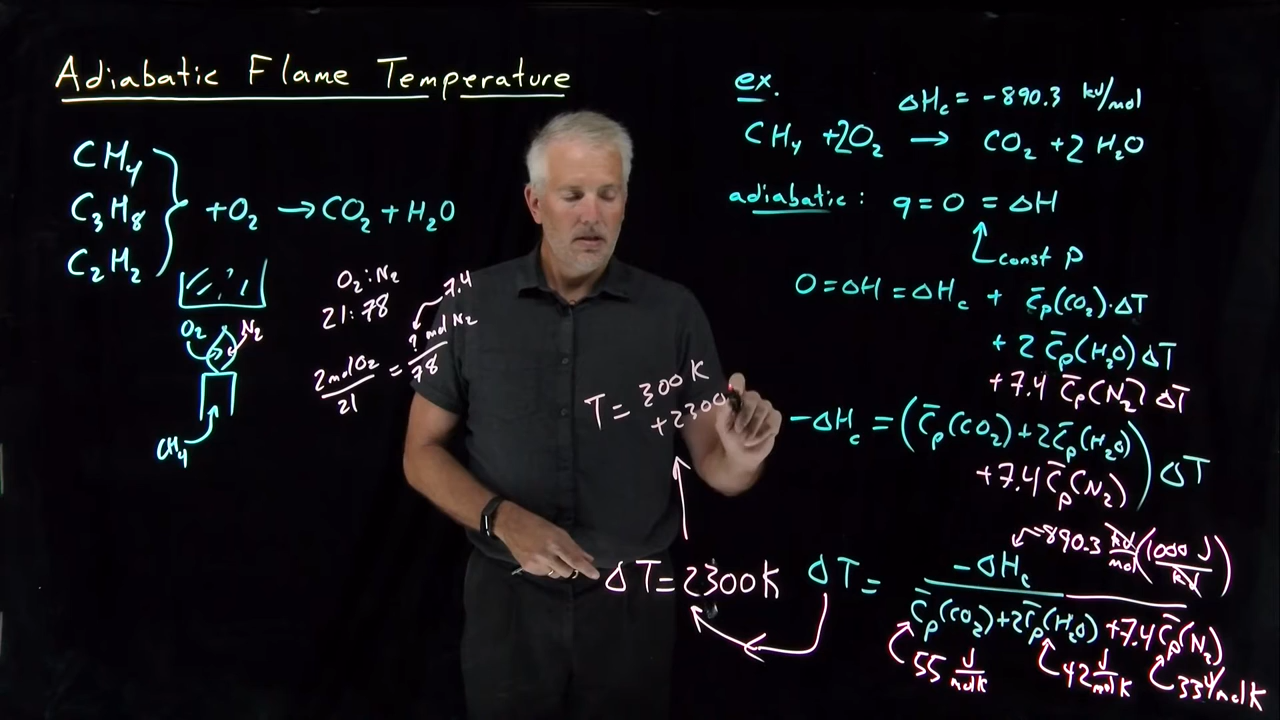 Adiabatic Flame Temperature
CH₄
C₃H₈
C₂H₂
+O₂ → CO₂ + H₂O
O₂
N₂
CH₄
O₂ : N₂
21 : 78
2 mol O₂ / 21 = ? mol N₂ / 78
7.4
T = 300 K
+2300
ΔT = 2300 K
ex.
ΔH_c = -890.3 kJ/mol
CH₄ + 2O₂ → CO₂ + 2 H₂O
adiabatic : q = 0 = ΔH
const p
0 = ΔH = ΔH_c + C̄p(CO₂)·ΔT
+ 2 C̄p(H₂O) ΔT
+ 7.4 C̄p(N₂) ΔT
-ΔH_c = (C̄p(CO₂) + 2C̄p(H₂O)
+ 7.4 C̄p(N₂)) ΔT
-890.3 kJ/mol (1000 J/kJ)
ΔT = -ΔH_c / C̄p(CO₂) + 2C̄p(H₂O) + 7.4 C̄p(N₂)
55 J/mol K
42 J/mol K
33 J/mol K